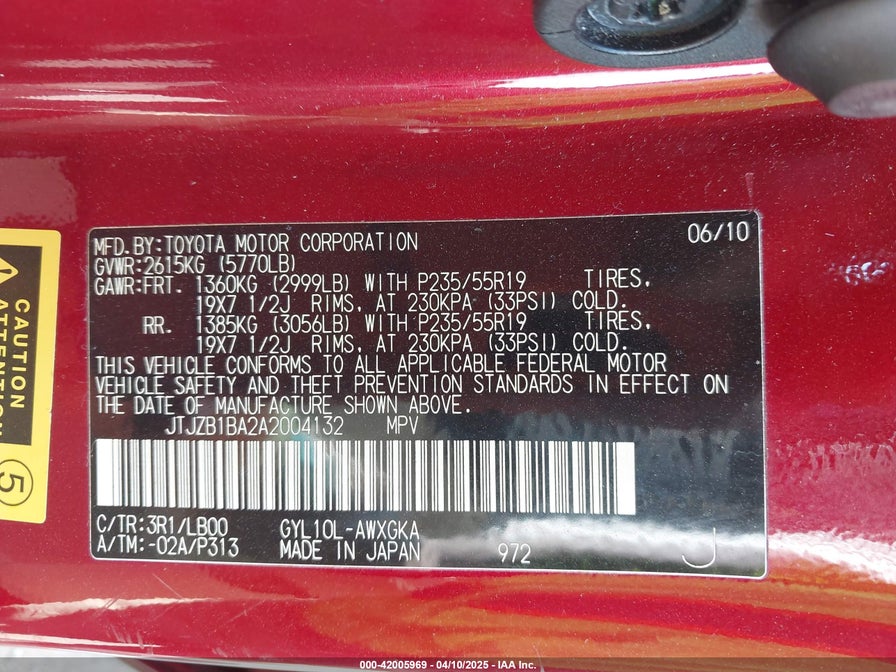 MFD.BY:TOYOTA MOTOR CORPORATION 06/10
GVWR:2615KG (5770LB)
GAWR:FRT. 1360KG (2999LB) WITH P235/55R19 TIRES,
19X7 1/2J RIMS, AT 230KPA (33PSI) COLD.
RR. 1385KG (3056LB) WITH P235/55R19 TIRES,
19X7 1/2J RIMS, AT 230KPA (33PSI) COLD.
THIS VEHICLE CONFORMS TO ALL APPLICABLE FEDERAL MOTOR
VEHICLE SAFETY AND THEFT PREVENTION STANDARDS IN EFFECT ON
THE DATE OF MANUFACTURE SHOWN ABOVE.
JTJZB1BA2A2004132 MPV
C/TR:3R1/LB00 GYL10L-AWXGKA
A/TM:-02A/P313 MADE IN JAPAN 972 J
CAUTION
ATTENTION
5
000-42005969 - 04/10/2025 - IAA Inc.